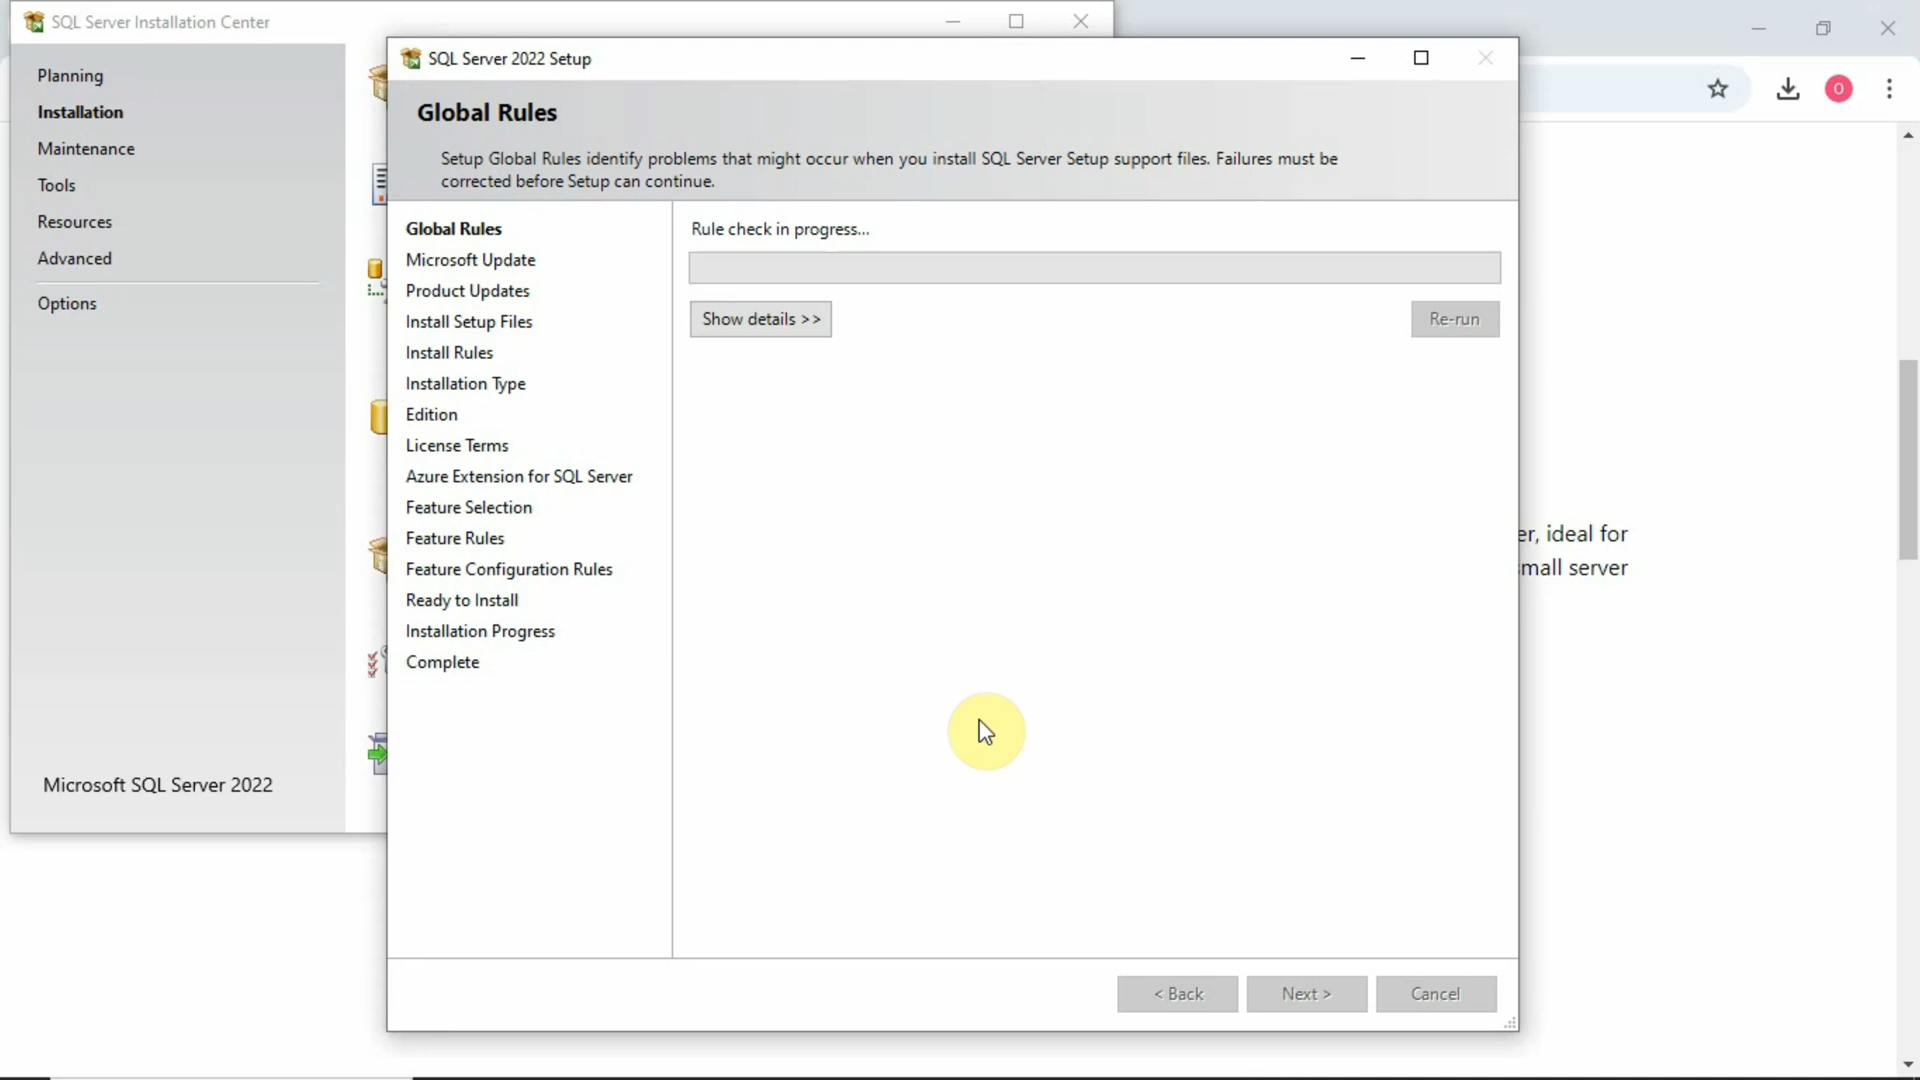 SQL Server Installation Center
Planning
Installation
Maintenance
Tools
Resources
Advanced
Options
Microsoft SQL Server 2022
SQL Server 2022 Setup
Global Rules
Setup Global Rules identify problems that might occur when you install SQL Server Setup support files. Failures must be
corrected before Setup can continue.
Global Rules
Microsoft Update
Product Updates
Install Setup Files
Install Rules
Installation Type
Edition
License Terms
Azure Extension for SQL Server
Feature Selection
Feature Rules
Feature Configuration Rules
Ready to Install
Installation Progress
Complete
Rule check in progress...
Show details >>
Re-run
< Back
Next >
Cancel
O
ideal for
server